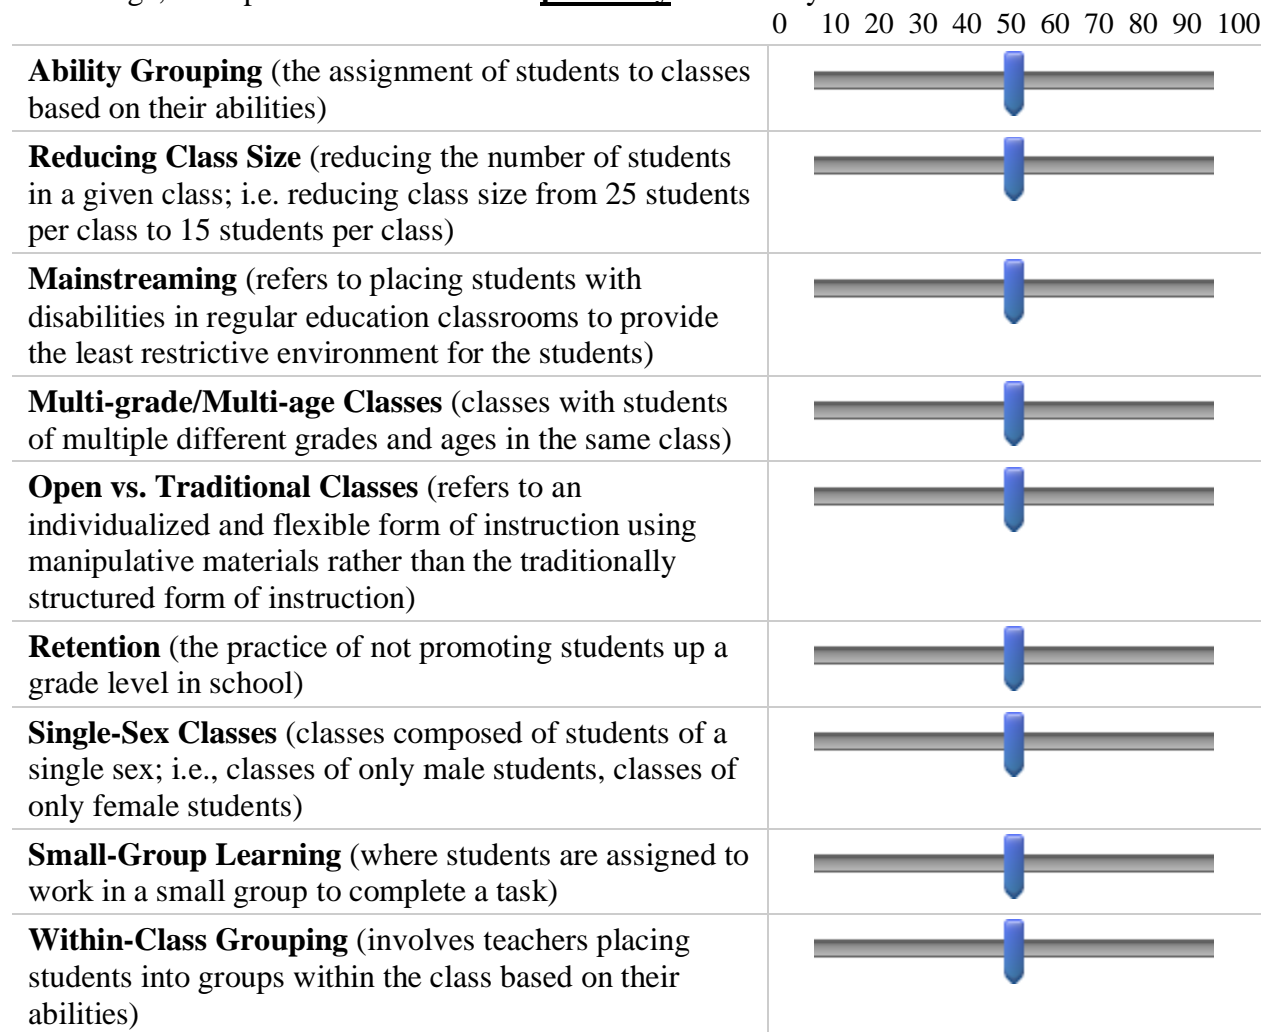 0 10 20 30 40 50 60 70 80 90 100
Ability Grouping (the assignment of students to classes
based on their abilities)
Reducing Class Size (reducing the number of students
in a given class; i.e. reducing class size from 25 students
per class to 15 students per class)
Mainstreaming (refers to placing students with
disabilities in regular education classrooms to provide
the least restrictive environment for the students)
Multi-grade/Multi-age Classes (classes with students
of multiple different grades and ages in the same class)
Open vs. Traditional Classes (refers to an
individualized and flexible form of instruction using
manipulative materials rather than the traditionally
structured form of instruction)
Retention (the practice of not promoting students up a
grade level in school)
Single-Sex Classes (classes composed of students of a
single sex; i.e., classes of only male students, classes of
only female students)
Small-Group Learning (where students are assigned to
work in a small group to complete a task)
Within-Class Grouping (involves teachers placing
students into groups within the class based on their
abilities)